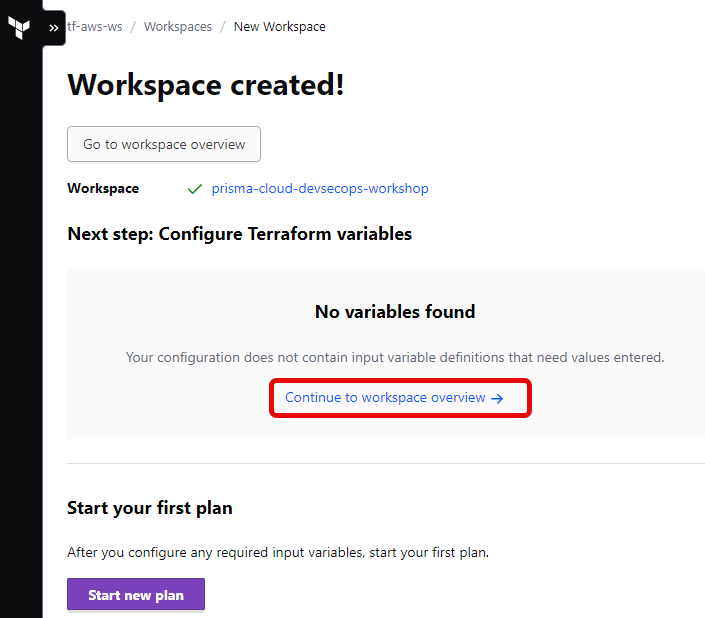 » tf-aws-ws / Workspaces / New Workspace
Workspace created!
Go to workspace overview
Workspace ✓ prisma-cloud-devsecops-workshop
Next step: Configure Terraform variables
No variables found
Your configuration does not contain input variable definitions that need values entered.
Continue to workspace overview →
Start your first plan
After you configure any required input variables, start your first plan.
Start new plan